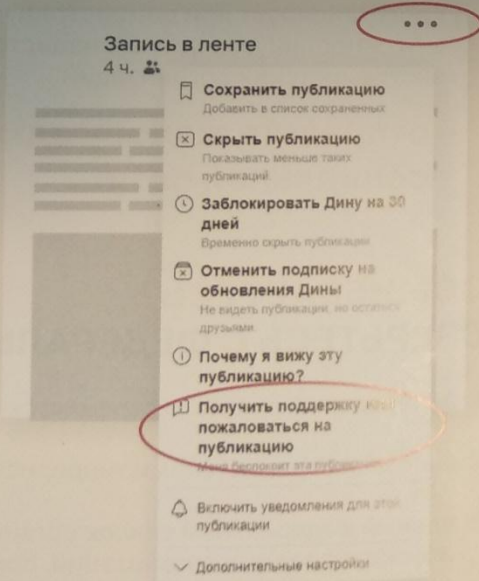 Запись в ленте
4 ч.
Сохранить публикацию
Добавить в список сохраненных
Скрыть публикацию
Показывать меньше таких
публикаций.
Заблокировать Дину на 30
дней
Временно скрыть публикации
Отменить подписку на
обновления Дины
Не видеть публикации, но остаться
друзьями.
Почему я вижу эту
публикацию?
Получить поддержку или
пожаловаться на
публикацию
Меня беспокоит эта
Включить уведомления для этой
публикации
Дополнительные настройки